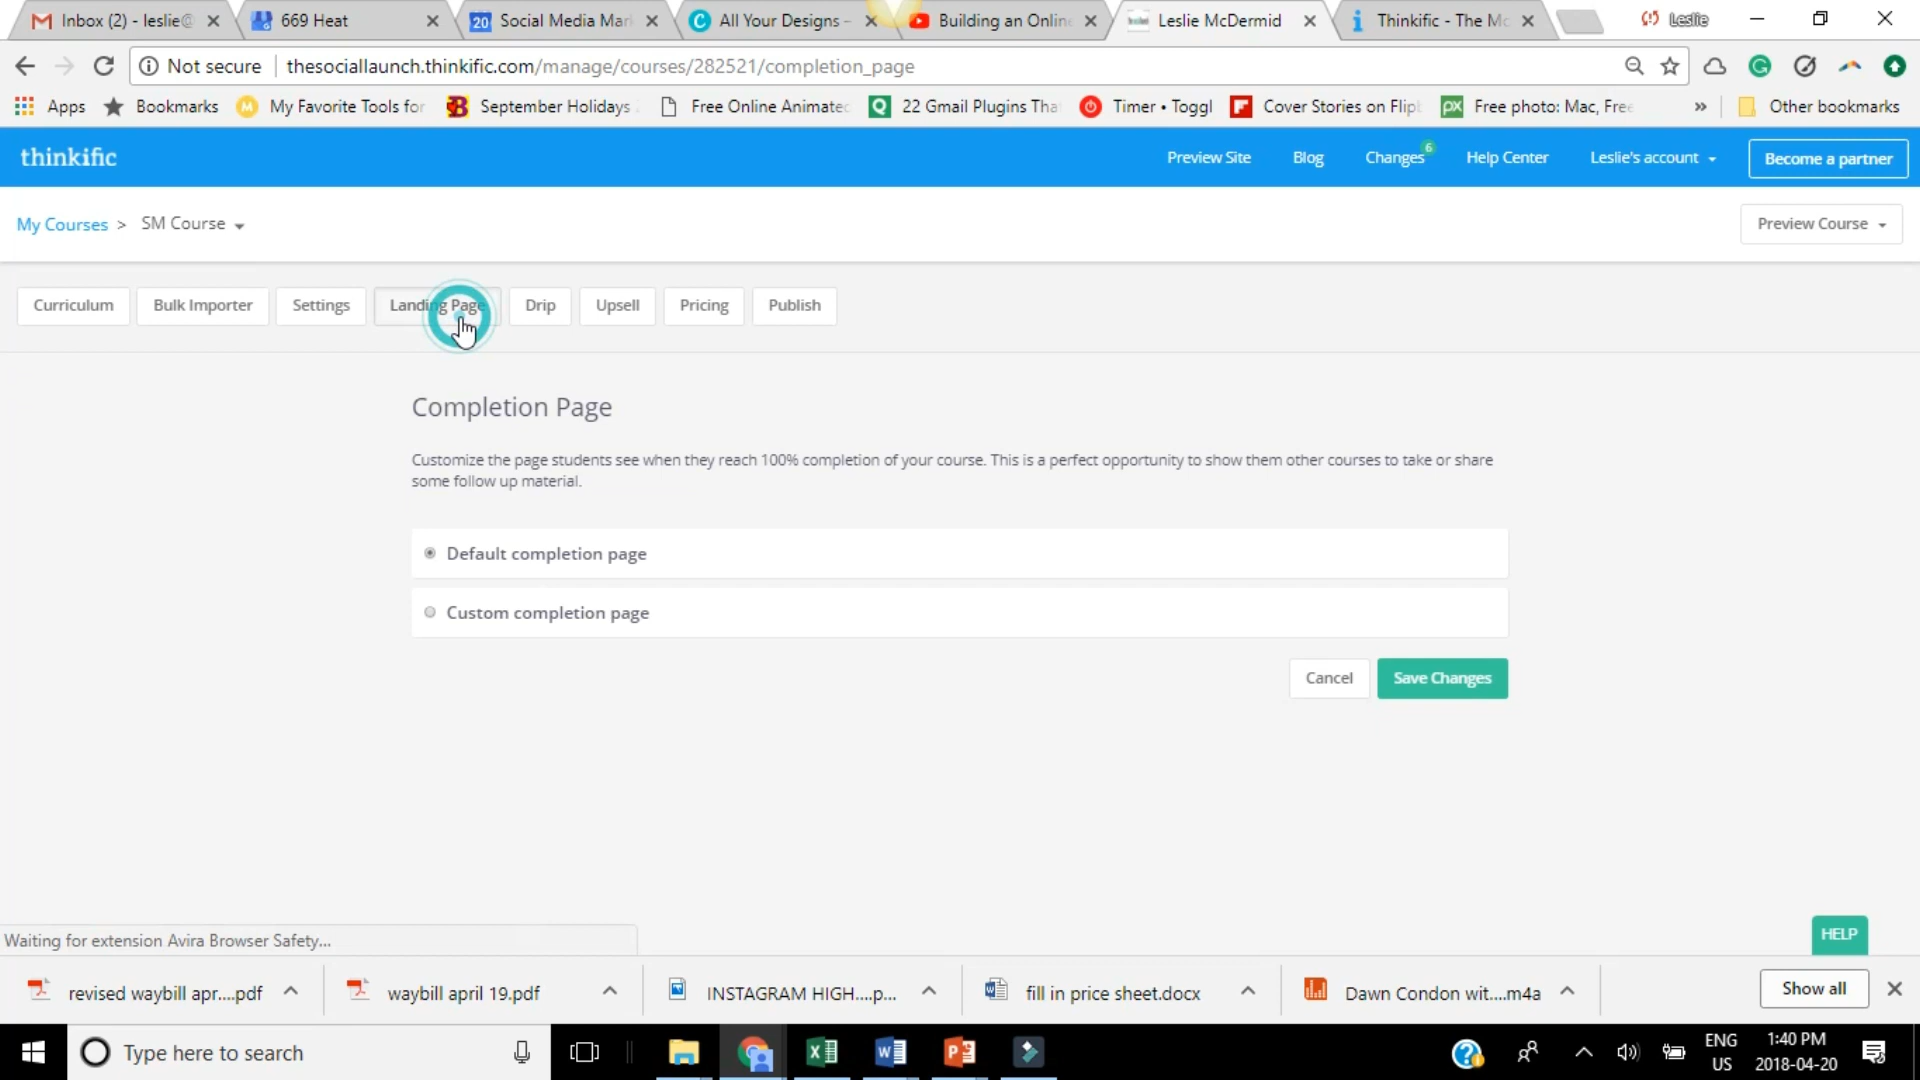 Inbox (2) - leslie@
669 Heat
20 Social Media Mark
All Your Designs -
Building an Online
Leslie McDermid
Thinkific - The Mo
Leslie
Not secure thesociallaunch.thinkific.com/manage/courses/282521/completion_page
Apps Bookmarks My Favorite Tools for September Holidays Free Online Animated 22 Gmail Plugins Tha Timer • Toggl Cover Stories on Flip Free photo: Mac, Free » Other bookmarks
thinkific Preview Site Blog Changes 6 Help Center Leslie's account Become a partner
My Courses > SM Course Preview Course
Curriculum Bulk Importer Settings Landing Page Drip Upsell Pricing Publish
Completion Page
Customize the page students see when they reach 100% completion of your course. This is a perfect opportunity to show them other courses to take or share
some follow up material.
Default completion page
Custom completion page
Cancel Save Changes
HELP
Waiting for extension Avira Browser Safety...
revised waybill apr....pdf waybill april 19.pdf INSTAGRAM HIGH....p... fill in price sheet.docx Dawn Condon wit....m4a Show all
Type here to search ENG 1:40 PM
US 2018-04-20